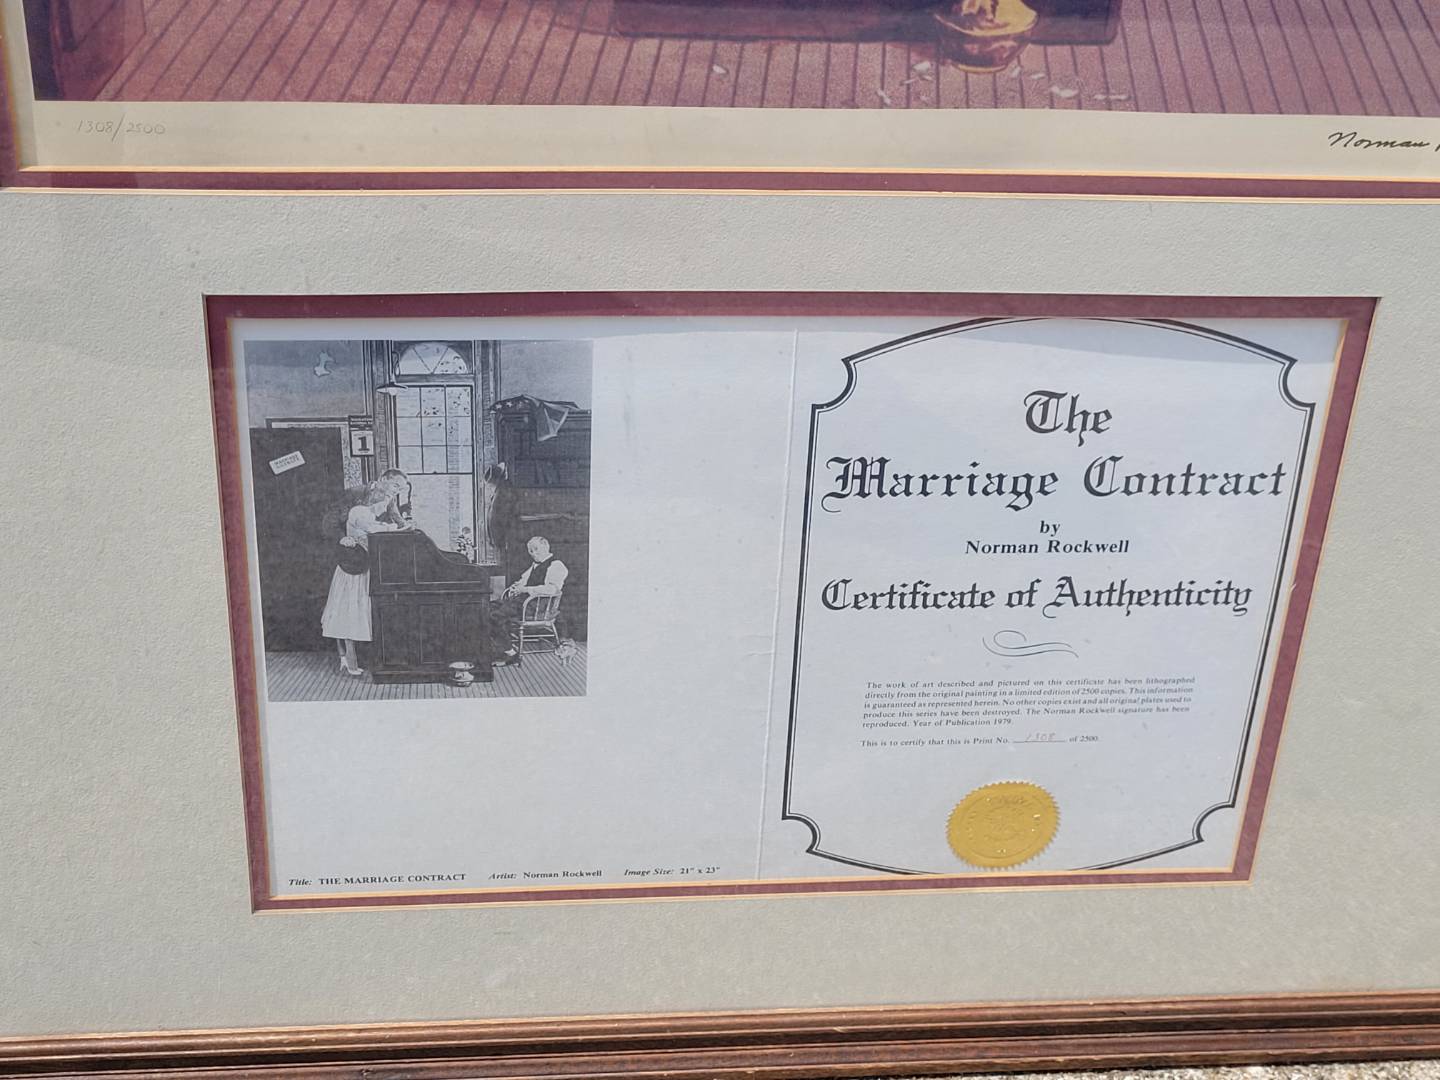 1308/2500
Norman
1
The
Marriage Contract
by
Norman Rockwell
Certificate of Authenticity
The work of art described and pictured on this certificate has been lithographed
directly from the original painting in a limited edition of 2500 copies. This information
is guaranteed as represented herein. No other copies exist and all original plates used to
produce this series have been destroyed. The Norman Rockwell signature has been
reproduced. Year of Publication 1979.
This is to certify that this is Print No. 1308 of 2500.
Title: THE MARRIAGE CONTRACT Artist: Norman Rockwell Image Size: 21" x 23"